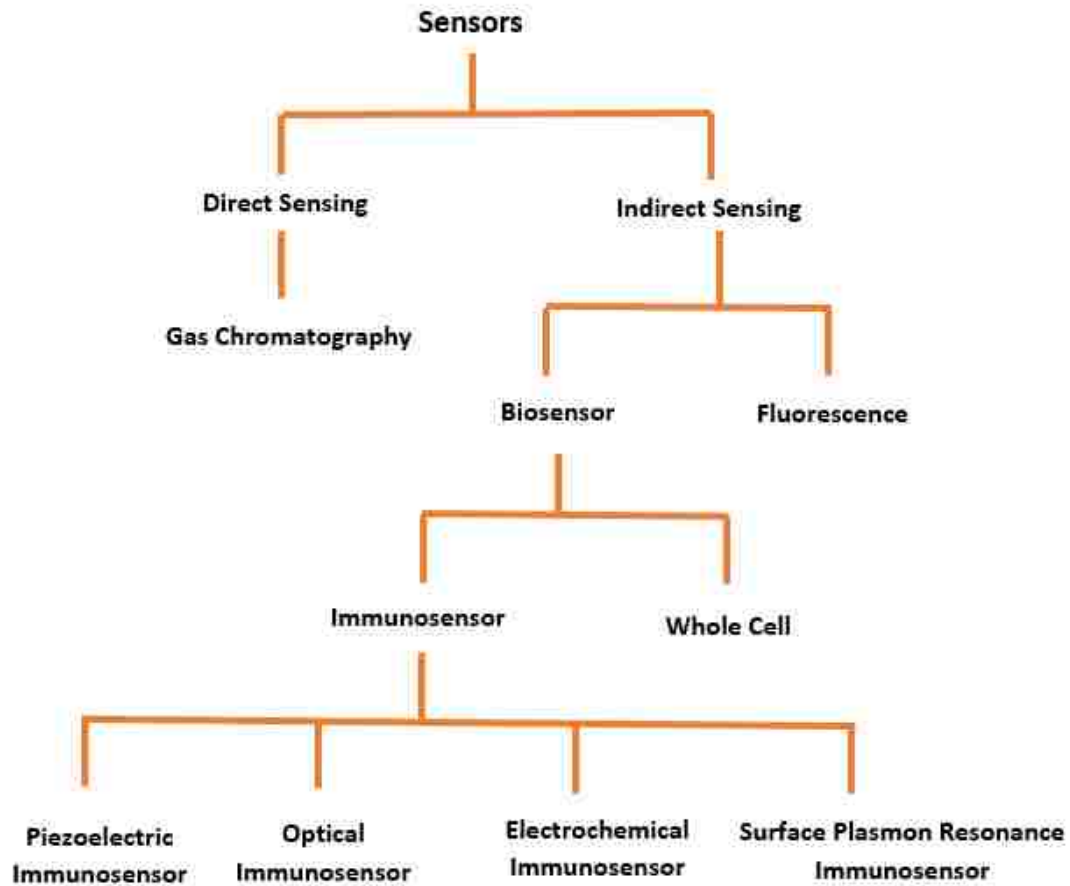 Sensors
Direct Sensing
Indirect Sensing
Gas Chromatography
Biosensor
Fluorescence
Immunosensor
Whole Cell
Piezoelectric
Immunosensor
Optical
Immunosensor
Electrochemical
Immunosensor
Surface Plasmon Resonance
Immunosensor